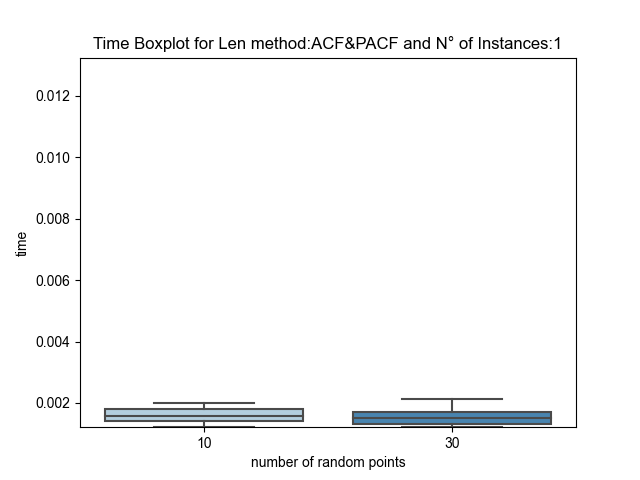 Time Boxplot for Len method:ACF&PACF and N° of Instances:1
0.012
0.010
0.008
0.006
0.004
0.002
time
10 30
number of random points